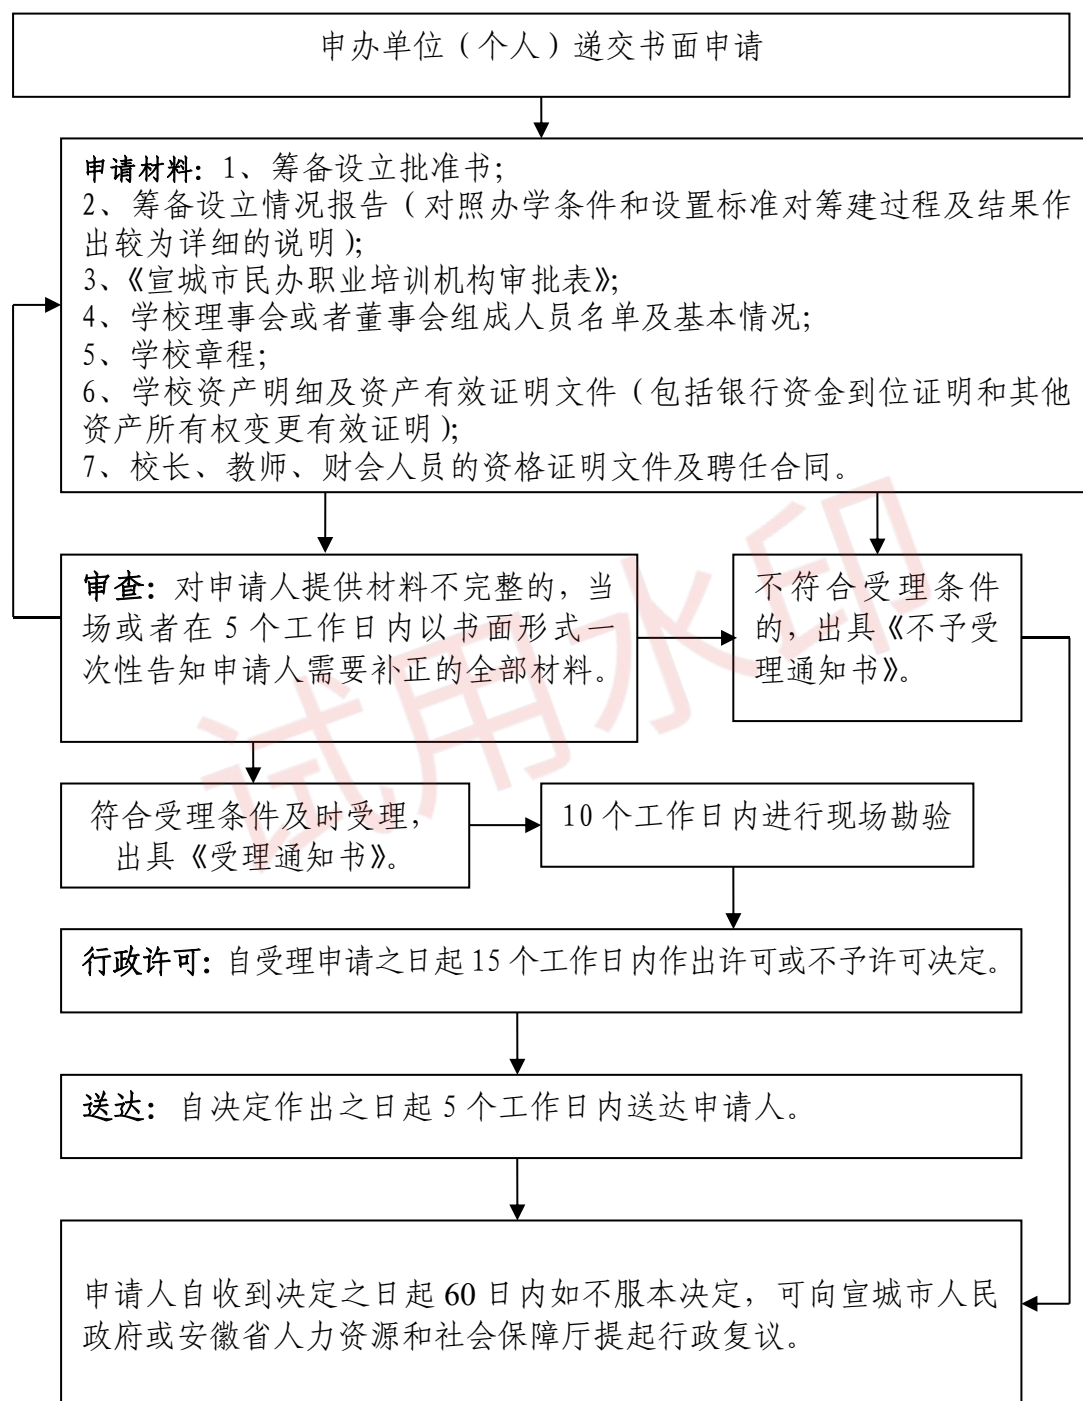 申办单位（个人）递交书面申请
申请材料：1、筹备设立批准书；
2、筹备设立情况报告（对照办学条件和设置标准对筹建过程及结果作
出较为详细的说明）；
3、《宣城市民办职业培训机构审批表》；
4、学校理事会或者董事会组成人员名单及基本情况；
5、学校章程；
6、学校资产明细及资产有效证明文件（包括银行资金到位证明和其他
资产所有权变更有效证明）；
7、校长、教师、财会人员的资格证明文件及聘任合同。
审查：对申请人提供材料不完整的，当
场或者在 5 个工作日内以书面形式一
次性告知申请人需要补正的全部材料。
不符合受理条件
的，出具《不予受
理通知书》。
符合受理条件及时受理，
出具《受理通知书》。
10 个工作日内进行现场勘验
行政许可：自受理申请之日起 15 个工作日内作出许可或不予许可决定。
送达：自决定作出之日起 5 个工作日内送达申请人。
申请人自收到决定之日起 60 日内如不服本决定，可向宣城市人民
政府或安徽省人力资源和社会保障厅提起行政复议。
试用水印